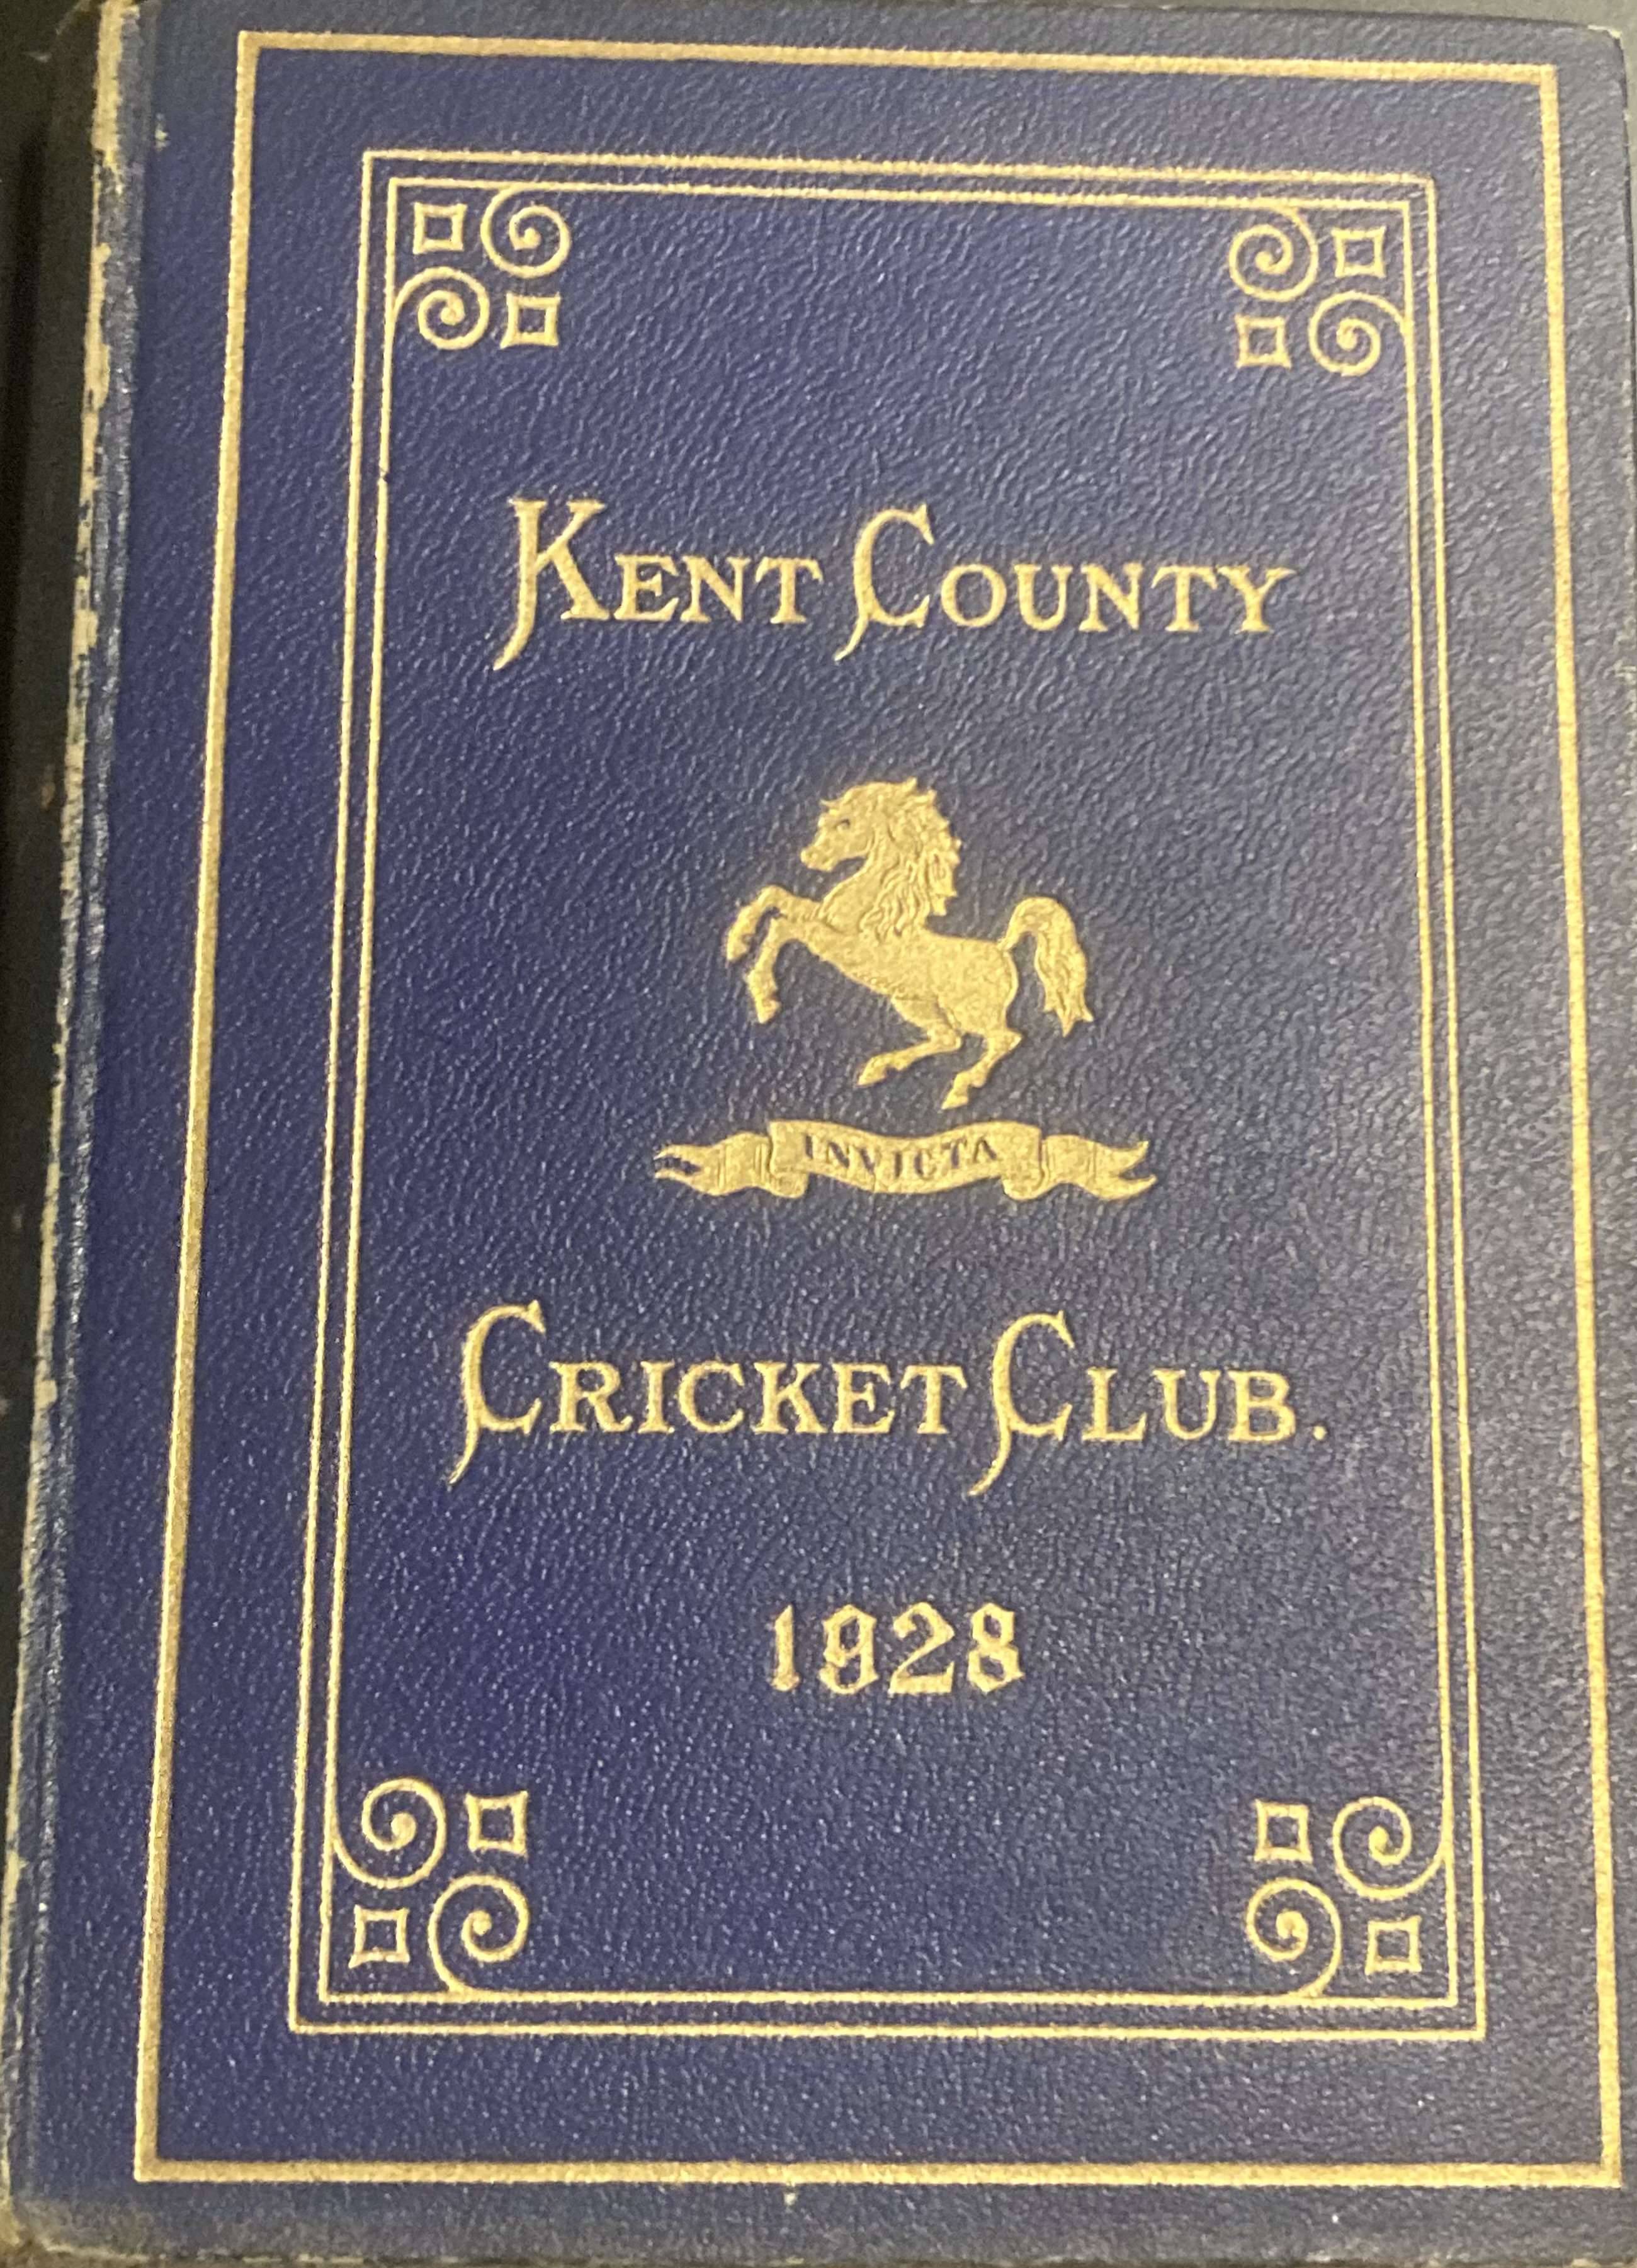 KENT COUNTY
INVICTA
CRICKET CLUB.
1928